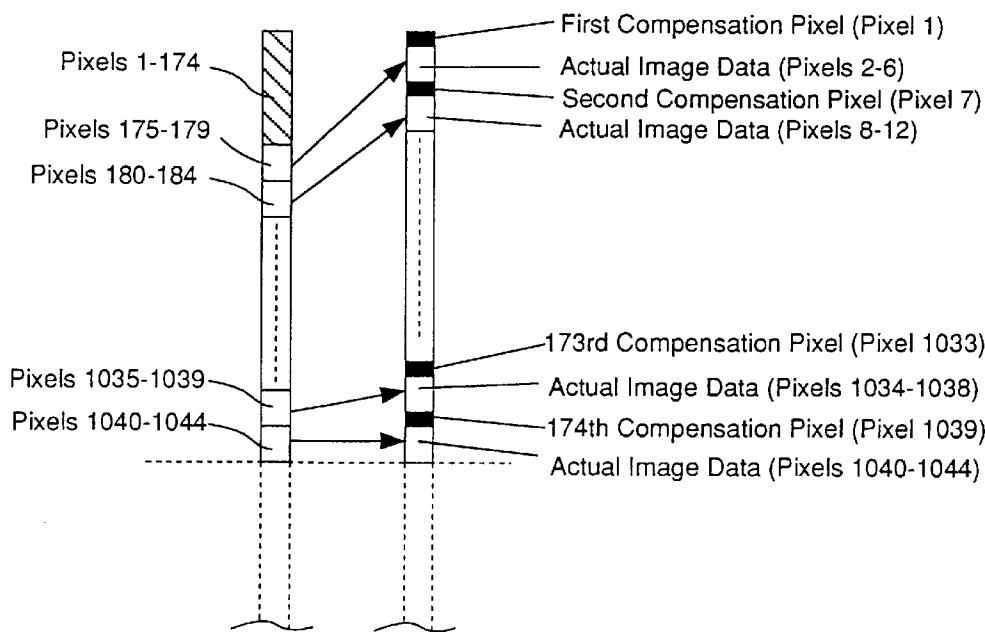 Pixels 1-174
Pixels 175-179
Pixels 180-184
Pixels 1035-1039
Pixels 1040-1044
First Compensation Pixel (Pixel 1)
Actual Image Data (Pixels 2-6)
Second Compensation Pixel (Pixel 7)
Actual Image Data (Pixels 8-12)
173rd Compensation Pixel (Pixel 1033)
Actual Image Data (Pixels 1034-1038)
174th Compensation Pixel (Pixel 1039)
Actual Image Data (Pixels 1040-1044)